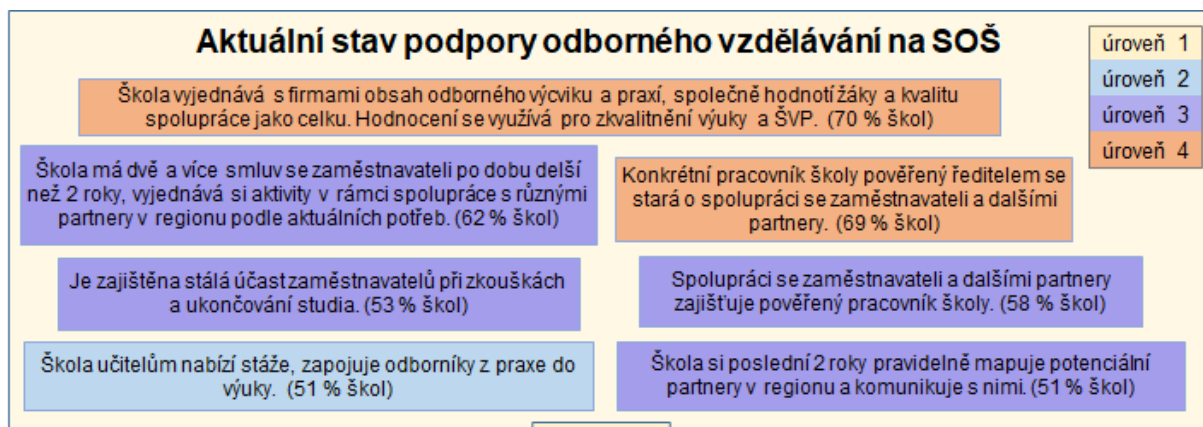 Aktuální stav podpory odborného vzdělávání na SOŠ
úroveň 1
úroveň 2
úroveň 3
úroveň 4
Škola vyjednává s firmami obsah odborného výcviku a praxí, společně hodnotí žáky a kvalitu
spolupráce jako celku. Hodnocení se využívá pro zkvalitnění výuky a ŠVP. (70 % škol)
Škola má dvě a více smluv se zaměstnavateli po dobu delší
než 2 roky, vyjednává si aktivity v rámci spolupráce s různými
partnery v regionu podle aktuálních potřeb. (62 % škol)
Konkrétní pracovník školy pověřený ředitelem se
stará o spolupráci se zaměstnavateli a dalšími
partnery. (69 % škol)
Je zajištěna stálá účast zaměstnavatelů při zkouškách
a ukončování studia. (53 % škol)
Spolupráci se zaměstnavateli a dalšími partnery
zajišťuje pověřený pracovník školy. (58 % škol)
Škola učitelům nabízí stáže, zapojuje odborníky z praxe do
výuky. (51 % škol)
Škola si poslední 2 roky pravidelně mapuje potenciální
partnery v regionu a komunikuje s nimi. (51 % škol)